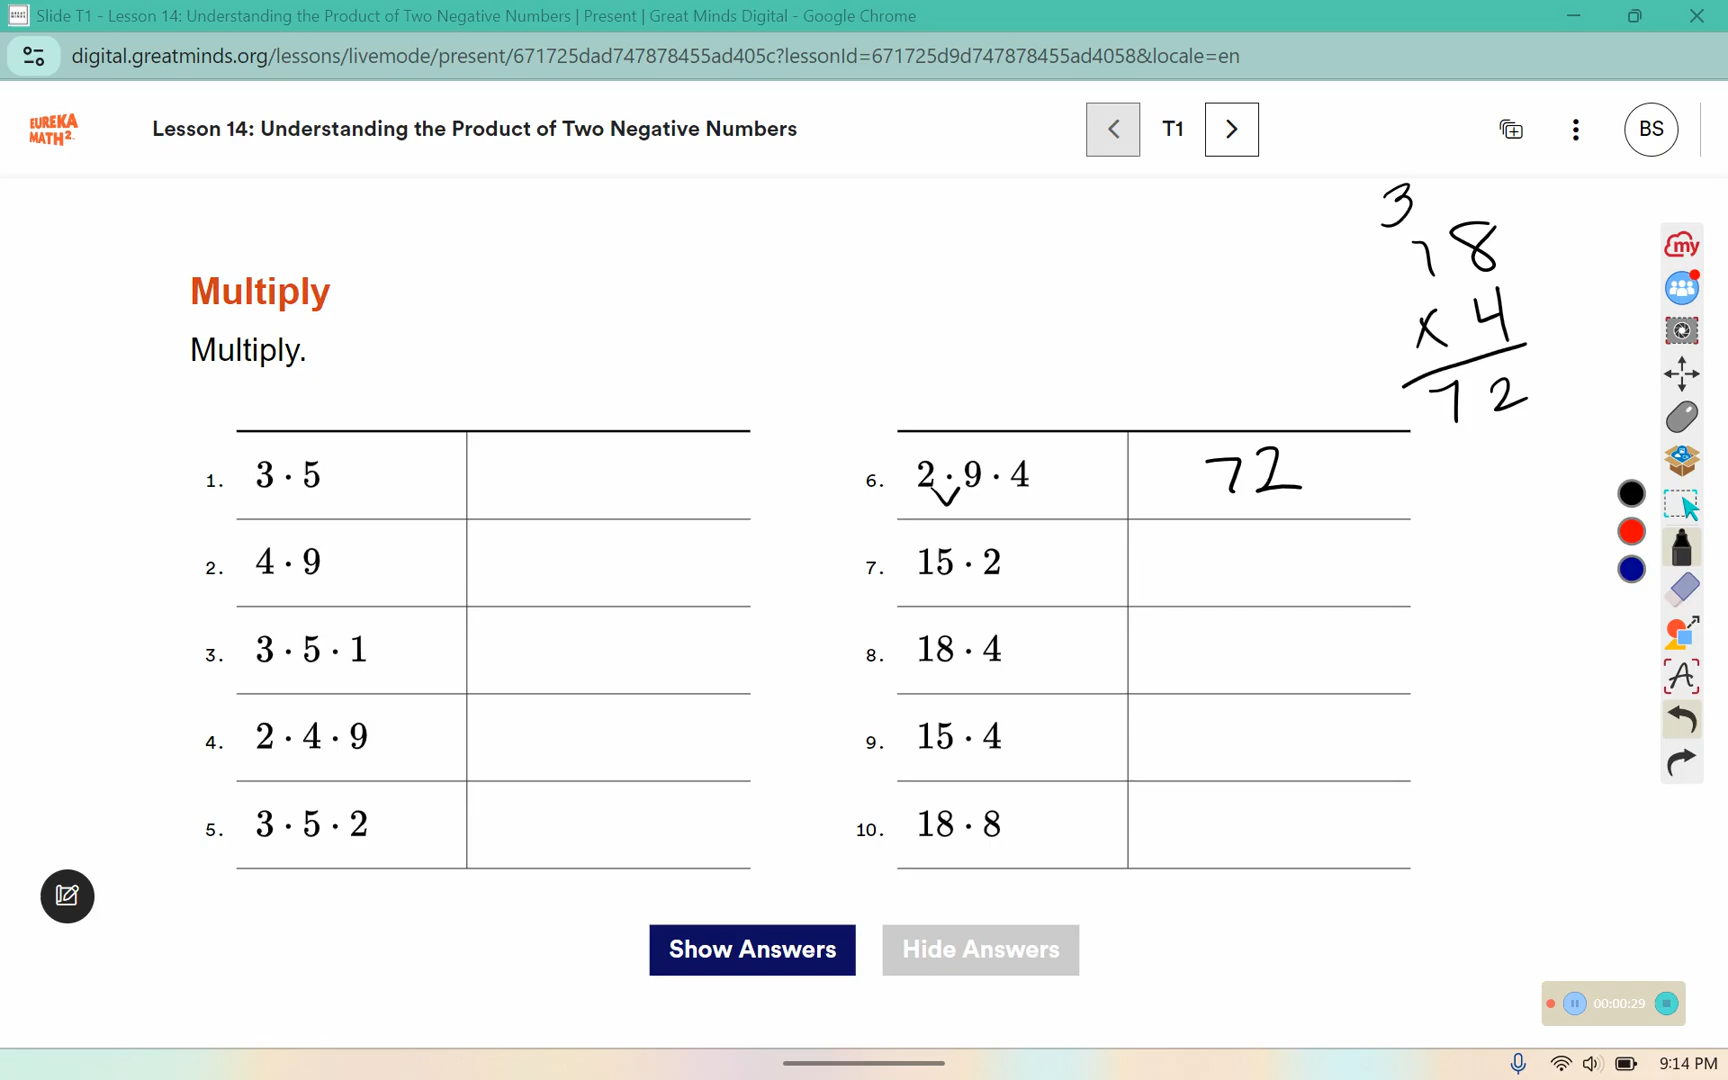 Slide T1 - Lesson 14: Understanding the Product of Two Negative Numbers | Present | Great Minds Digital - Google Chrome
digital.greatminds.org/lessons/livemode/present/671725dad747878455ad405c?lessonId=671725d9d747878455ad4058&locale=en
EUREKA
MATH²
Lesson 14: Understanding the Product of Two Negative Numbers
T1
BS
3
18
x 4
72
my
Multiply
Multiply.
1. 3 · 5
2. 4 · 9
3. 3 · 5 · 1
4. 2 · 4 · 9
5. 3 · 5 · 2
6. 2 · 9 · 4 72
7. 15 · 2
8. 18 · 4
9. 15 · 4
10. 18 · 8
A
Show Answers Hide Answers
00:00:29
9:14 PM